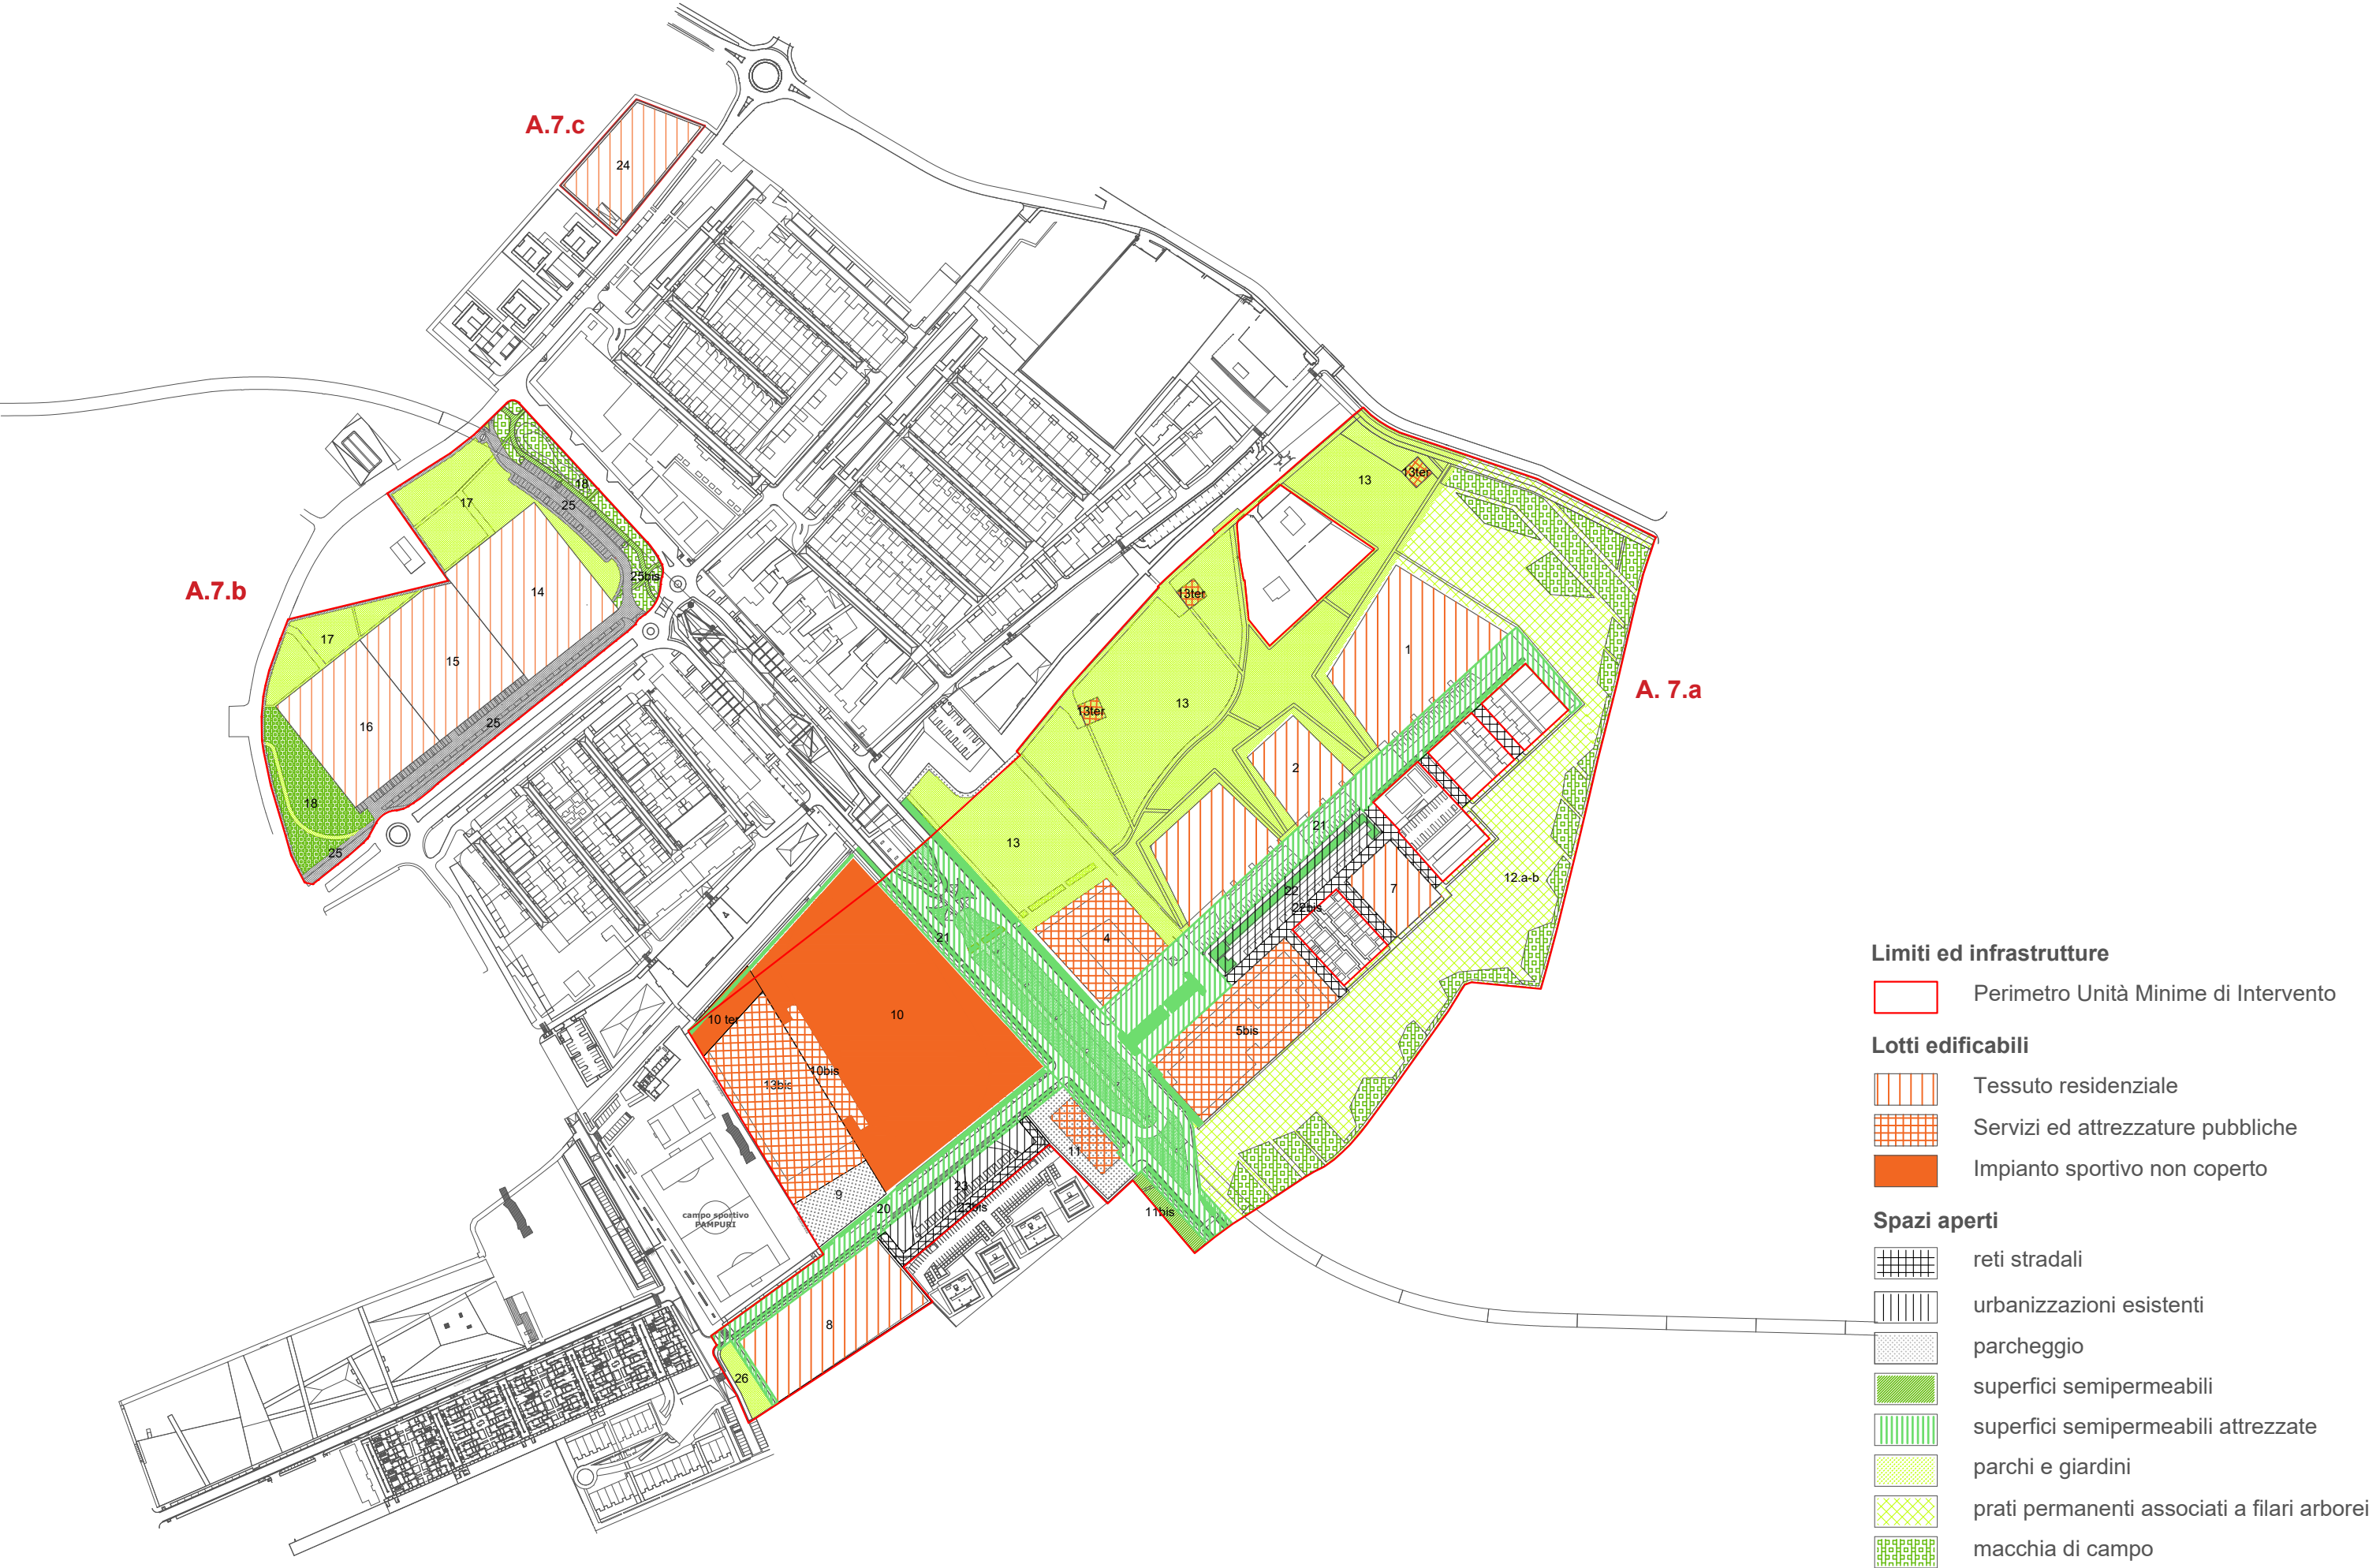 A.7.c
24
13
13ter
18
17
25
25bis
14
A.7.b
13ter
17
15
1
A. 7.a
13
13ter
16
25
2
18
21
13
25
12.a-b
7
22
22bis
21
4
10
10 ter
5bis
10bis
13bis
11
9
23
20
23bis
11bis
campo sportivo
PAMPURI
8
26
Limiti ed infrastrutture
Perimetro Unità Minime di Intervento
Lotti edificabili
Tessuto residenziale
Servizi ed attrezzature pubbliche
Impianto sportivo non coperto
Spazi aperti
reti stradali
urbanizzazioni esistenti
parcheggio
superfici semipermeabili
superfici semipermeabili attrezzate
parchi e giardini
prati permanenti associati a filari arborei
macchia di campo